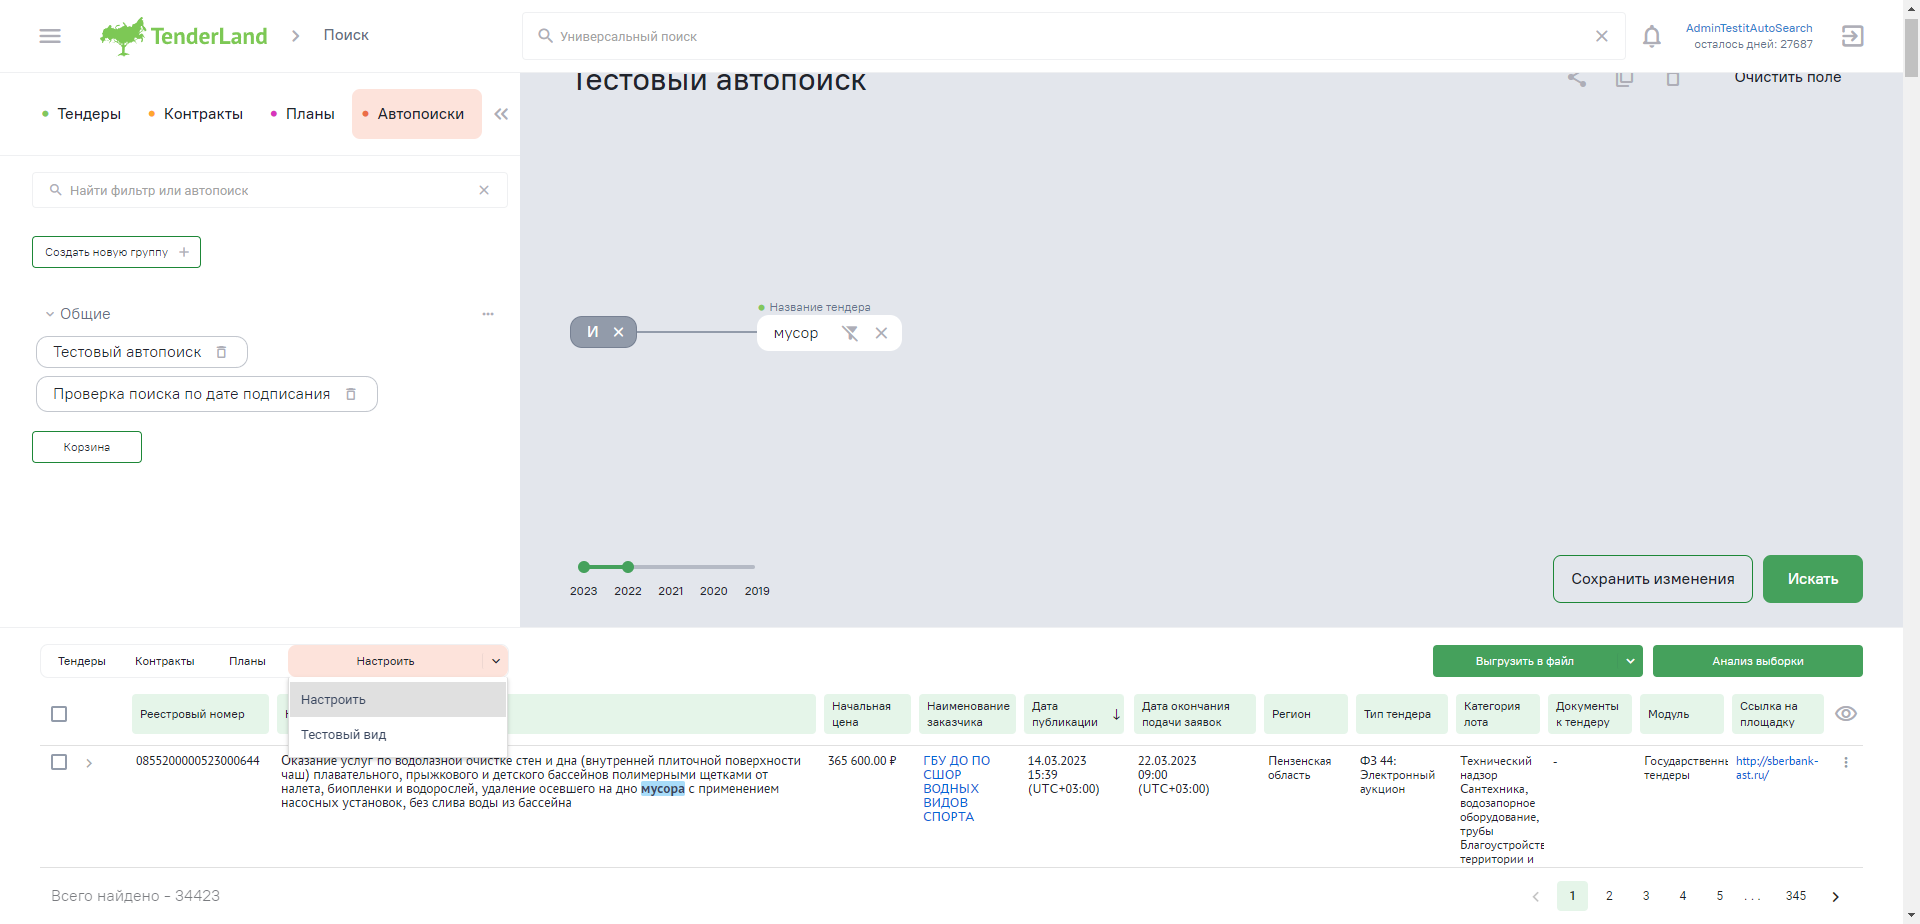 TenderLand
Поиск
Универсальный поиск
AdminTestitAutoSearch
осталось дней: 27687
Тендеры
Контракты
Планы
Автопоиски
Тестовый автопоиск
Очистить поле
Найти фильтр или автопоиск
Создать новую группу
Общие
Тестовый автопоиск
Проверка поиска по дате подписания
Корзина
Название тендера
И
мусор
2023 2022 2021 2020 2019
Сохранить изменения
Искать
Тендеры
Контракты
Планы
Настроить
Выгрузить в файл
Анализ выборки
Настроить
Тестовый вид
Реестровый номер
Начальная
цена
Наименование
заказчика
Дата
публикации
Дата окончания
подачи заявок
Регион
Тип тендера
Категория
лота
Документы
к тендеру
Модуль
Ссылка на
площадку
0855200000523000644
Оказание услуг по водолазной очистке стен и дна (внутренней плиточной поверхности
чаш) плавательного, прыжкового и детского бассейнов полимерными щетками от
налета, биопленки и водорослей, удаление осевшего на дно мусора с применением
насосных установок, без слива воды из бассейна
365 600.00 ₽
ГБУ ДО ПО
СШОР
ВОДНЫХ
ВИДОВ
СПОРТА
14.03.2023
15:39
(UTC+03:00)
22.03.2023
09:00
(UTC+03:00)
Пензенская
область
ФЗ 44:
Электронный
аукцион
Технический
надзор
Сантехника,
водозапорное
оборудование,
трубы
Благоустройств
территории и
-
Государственн
тендеры
http://sberbank-
ast.ru/
Всего найдено - 34423
1 2 3 4 5 ... 345